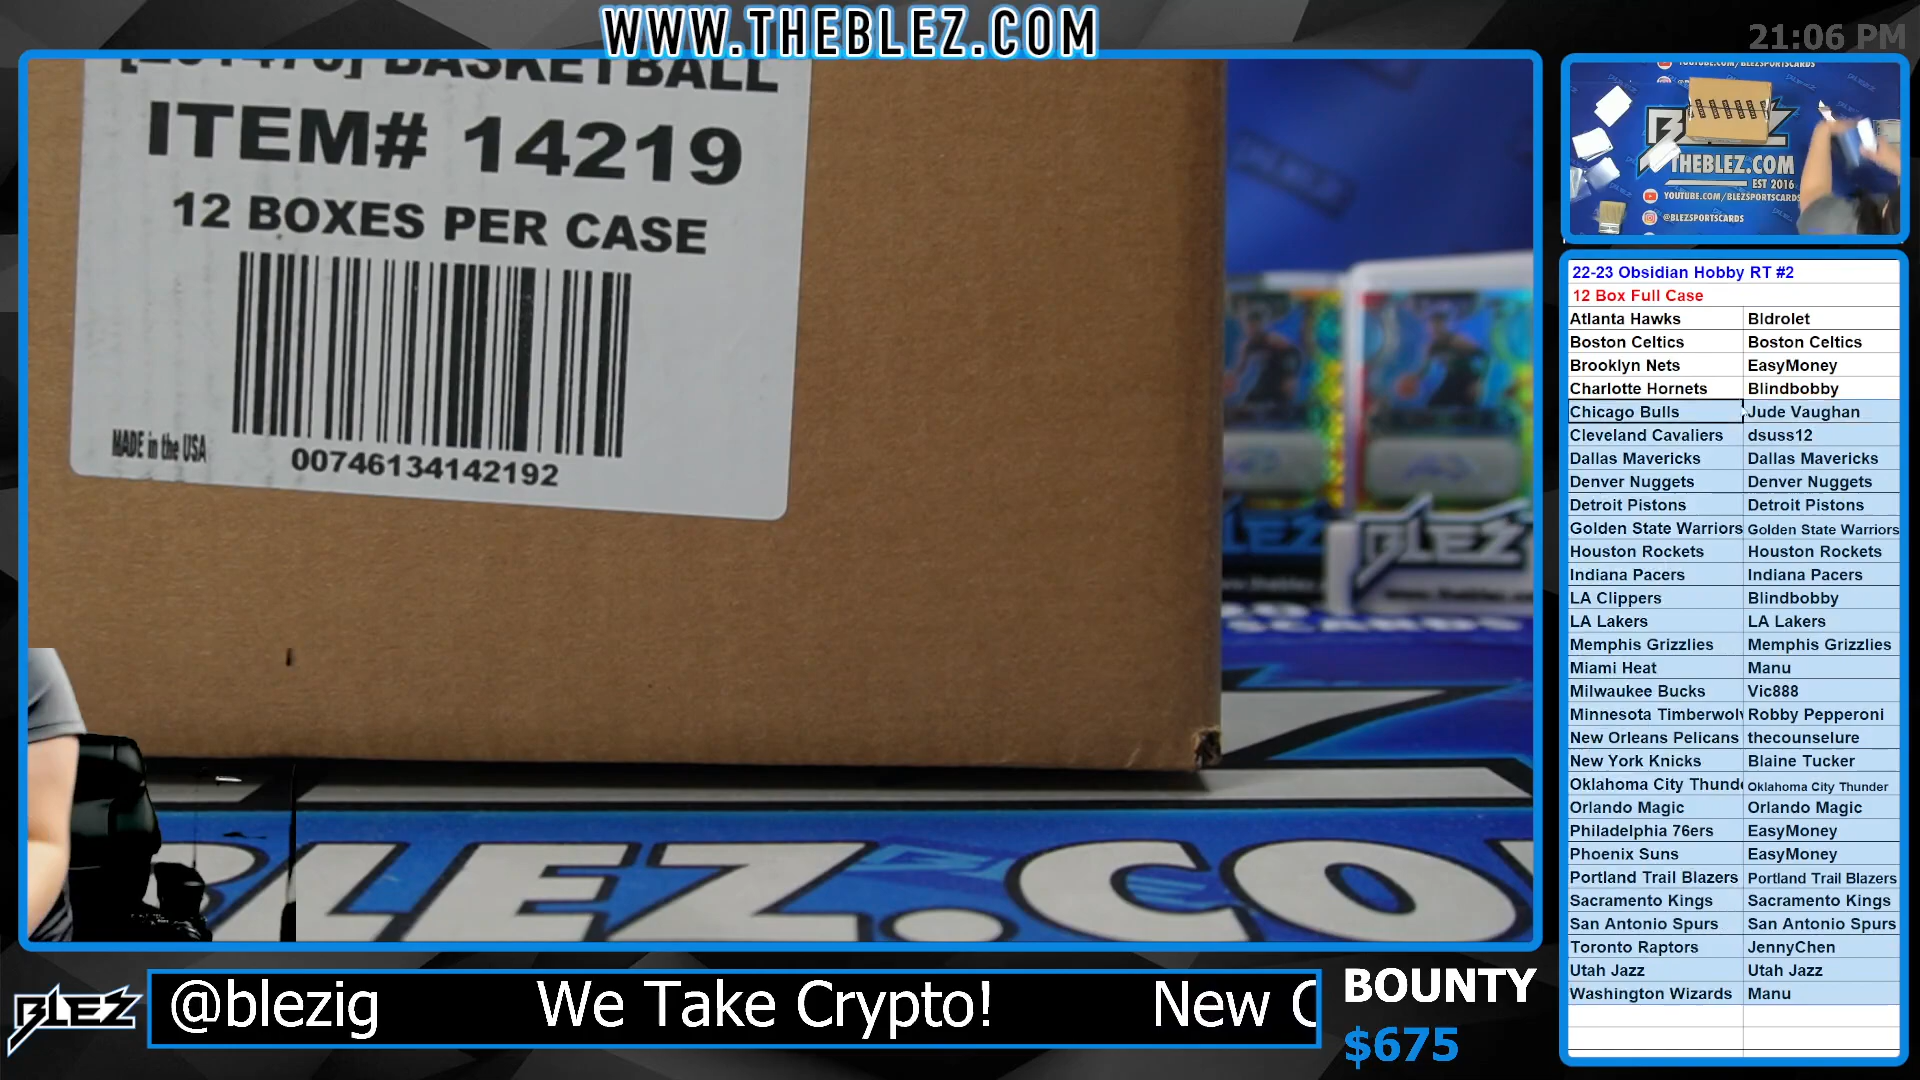 WWW.THEBLEZ.COM
21:06 PM
BASKETBALL
ITEM# 14219
12 BOXES PER CASE
MADE in the USA
00746134142192
BLEZ
BLEZ
BLEZ.CO
THEBLEZ.COM
EST 2016
YOUTUBE.COM/BLEZSPORTSCARDS
@BLEZSPORTSCARDS
22-23 Obsidian Hobby RT #2
12 Box Full Case
Atlanta Hawks Bldrolet
Boston Celtics Boston Celtics
Brooklyn Nets EasyMoney
Charlotte Hornets Blindbobby
Chicago Bulls Jude Vaughan
Cleveland Cavaliers dsuss12
Dallas Mavericks Dallas Mavericks
Denver Nuggets Denver Nuggets
Detroit Pistons Detroit Pistons
Golden State Warriors Golden State Warriors
Houston Rockets Houston Rockets
Indiana Pacers Indiana Pacers
LA Clippers Blindbobby
LA Lakers LA Lakers
Memphis Grizzlies Memphis Grizzlies
Miami Heat Manu
Milwaukee Bucks Vic888
Minnesota Timberwolv Robby Pepperoni
New Orleans Pelicans thecounselure
New York Knicks Blaine Tucker
Oklahoma City Thunde Oklahoma City Thunder
Orlando Magic Orlando Magic
Philadelphia 76ers EasyMoney
Phoenix Suns EasyMoney
Portland Trail Blazers Portland Trail Blazers
Sacramento Kings Sacramento Kings
San Antonio Spurs San Antonio Spurs
Toronto Raptors JennyChen
Utah Jazz Utah Jazz
Washington Wizards Manu
BLEZ
@blezig We Take Crypto! New C
BOUNTY
$675